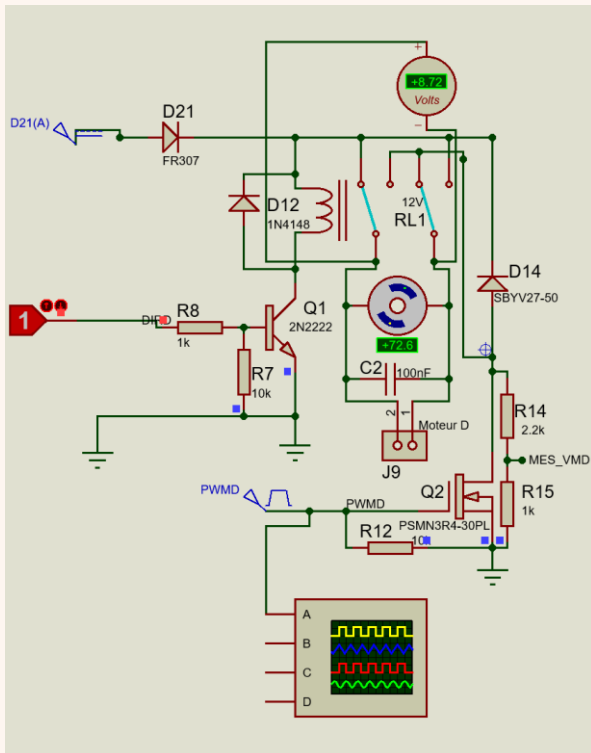 +
+8.72
Volts
−
D21(A)
D21
FR307
D12
1N4148
12V
RL1
D14
SBYV27-50
1
R8
1k
Q1
2N2222
+72.6
R7
10k
C2
100nF
R14
2.2k
2
1
Moteur D
J9
MES_VMD
PWMD
PWMD
Q2
R15
1k
PSMN3R4-30PL
R12
A
B
C
D